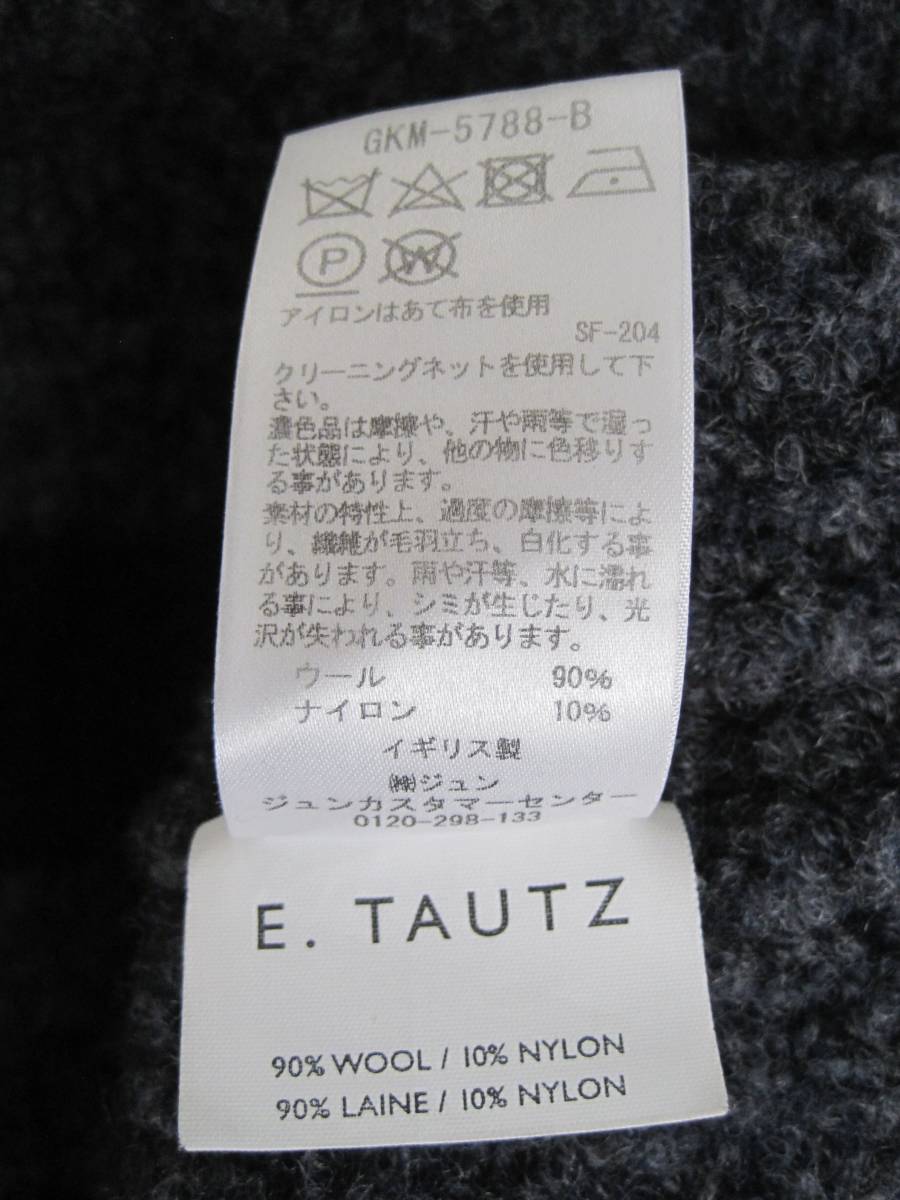 GKM-5788-B
P
W
アイロンはあて布を使用
SF-204
クリーニングネットを使用して下
さい。
濃色品は摩擦や、汗や雨等で湿っ
た状態により、他の物に色移りす
る事があります。
素材の特性上、過度の摩擦等によ
り、繊維が毛羽立ち、白化する事
があります。雨や汗等、水に濡れ
る事により、シミが生じたり、光
沢が失われる事があります。
ウール 90%
ナイロン 10%
イギリス製
㈱ジュン
ジュンカスタマーセンター
0120-298-133
E. TAUTZ
90% WOOL / 10% NYLON
90% LAINE / 10% NYLON